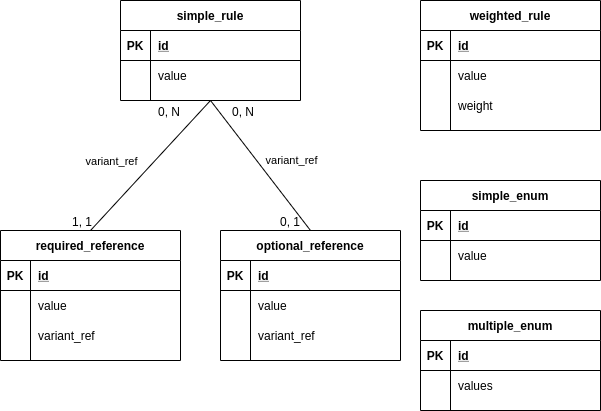 simple_rule
PK id
value
0, N
0, N
variant_ref
variant_ref
1, 1
0, 1
required_reference
PK id
value
variant_ref
optional_reference
PK id
value
variant_ref
weighted_rule
PK id
value
weight
simple_enum
PK id
value
multiple_enum
PK id
values